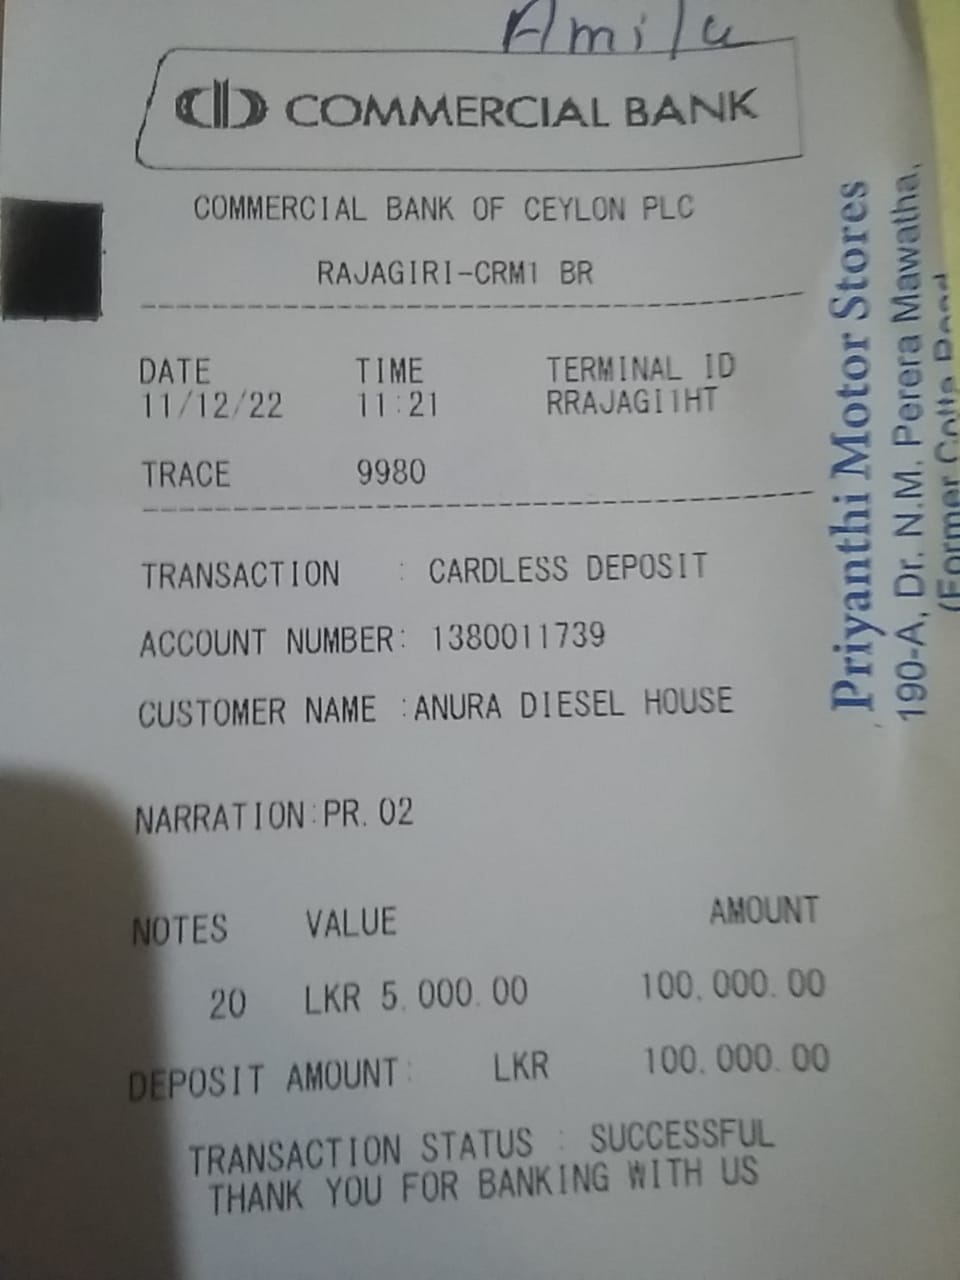 Amila
COMMERCIAL BANK
COMMERCIAL BANK OF CEYLON PLC
RAJAGIRI-CRM1 BR
DATE TIME TERMINAL ID
11/12/22 11:21 RRAJAGI1HT
TRACE 9980
TRANSACTION : CARDLESS DEPOSIT
ACCOUNT NUMBER: 1380011739
CUSTOMER NAME :ANURA DIESEL HOUSE
NARRATION:PR. 02
NOTES VALUE AMOUNT
20 LKR 5,000.00 100,000.00
DEPOSIT AMOUNT: LKR 100,000.00
TRANSACTION STATUS : SUCCESSFUL
THANK YOU FOR BANKING WITH US
Priyanthi Motor Stores
190-A, Dr. N.M. Perera Mawatha,
(Former Cotta Road